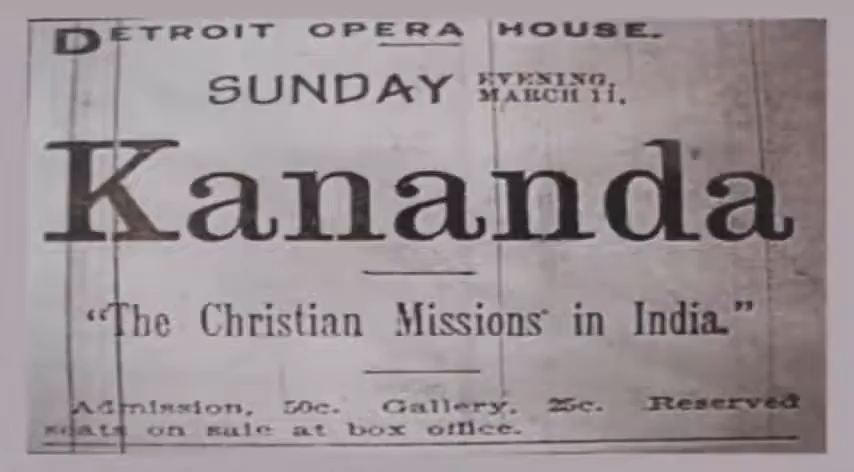 DETROIT OPERA HOUSE.
SUNDAY EVENING, MARCH 11.
Kananda
"The Christian Missions in India."
Admission, 50c. Gallery, 25c. Reserved
seats on sale at box office.